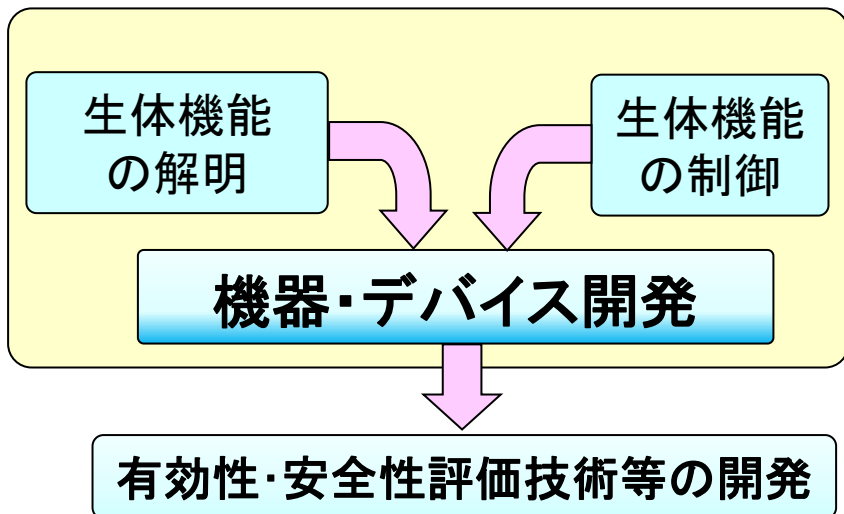 生体機能
の解明
生体機能
の制御
機器・デバイス開発
有効性・安全性評価技術等の開発